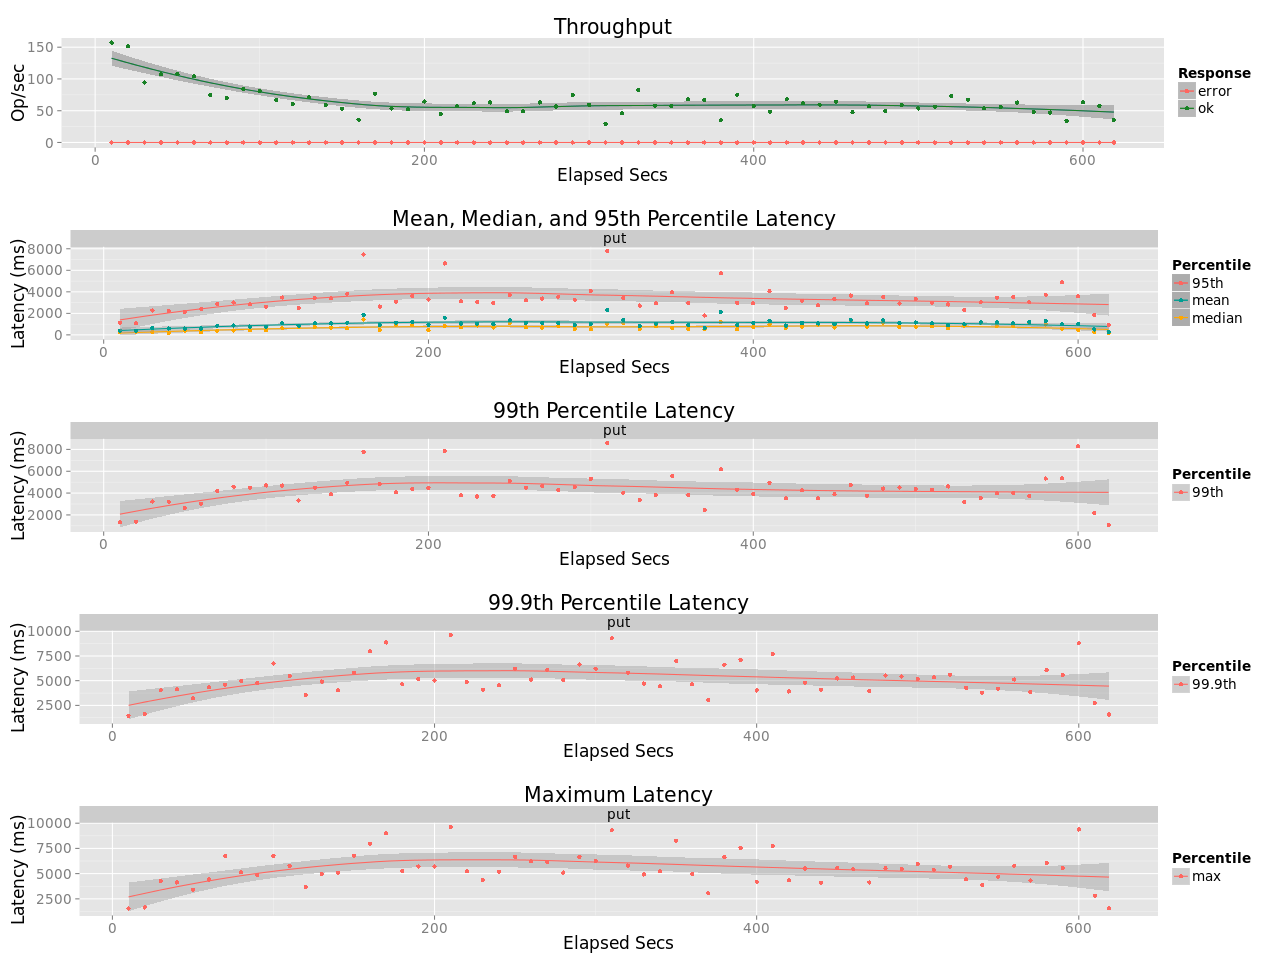 Throughput
150
100
50
0
Op/sec
0 200 400 600
Elapsed Secs
Response
error
ok
Mean, Median, and 95th Percentile Latency
put
8000
6000
4000
2000
0
Latency (ms)
0 200 400 600
Elapsed Secs
Percentile
95th
mean
median
99th Percentile Latency
put
8000
6000
4000
2000
Latency (ms)
0 200 400 600
Elapsed Secs
Percentile
99th
99.9th Percentile Latency
put
10000
7500
5000
2500
Latency (ms)
0 200 400 600
Elapsed Secs
Percentile
99.9th
Maximum Latency
put
10000
7500
5000
2500
Latency (ms)
0 200 400 600
Elapsed Secs
Percentile
max